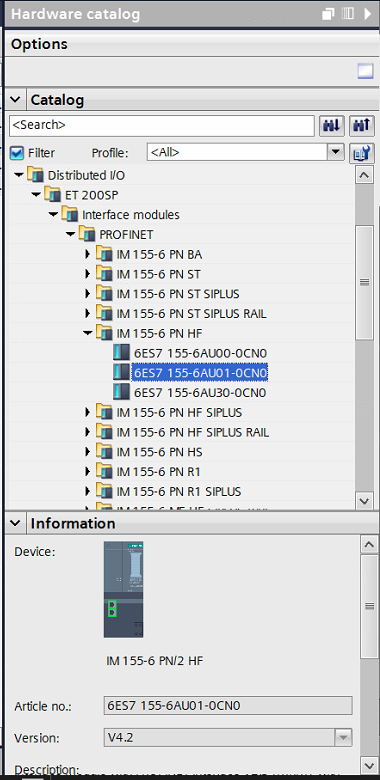 Hardware catalog
Options
Catalog
<Search>
Filter Profile: <All>
Distributed I/O
ET 200SP
Interface modules
PROFINET
IM 155-6 PN BA
IM 155-6 PN ST
IM 155-6 PN ST SIPLUS
IM 155-6 PN ST SIPLUS RAIL
IM 155-6 PN HF
6ES7 155-6AU00-0CN0
6ES7 155-6AU01-0CN0
6ES7 155-6AU30-0CN0
IM 155-6 PN HF SIPLUS
IM 155-6 PN HF SIPLUS RAIL
IM 155-6 PN HS
IM 155-6 PN R1
IM 155-6 PN R1 SIPLUS
Information
Device:
IM 155-6 PN/2 HF
Article no.: 6ES7 155-6AU01-0CN0
Version: V4.2
Description: